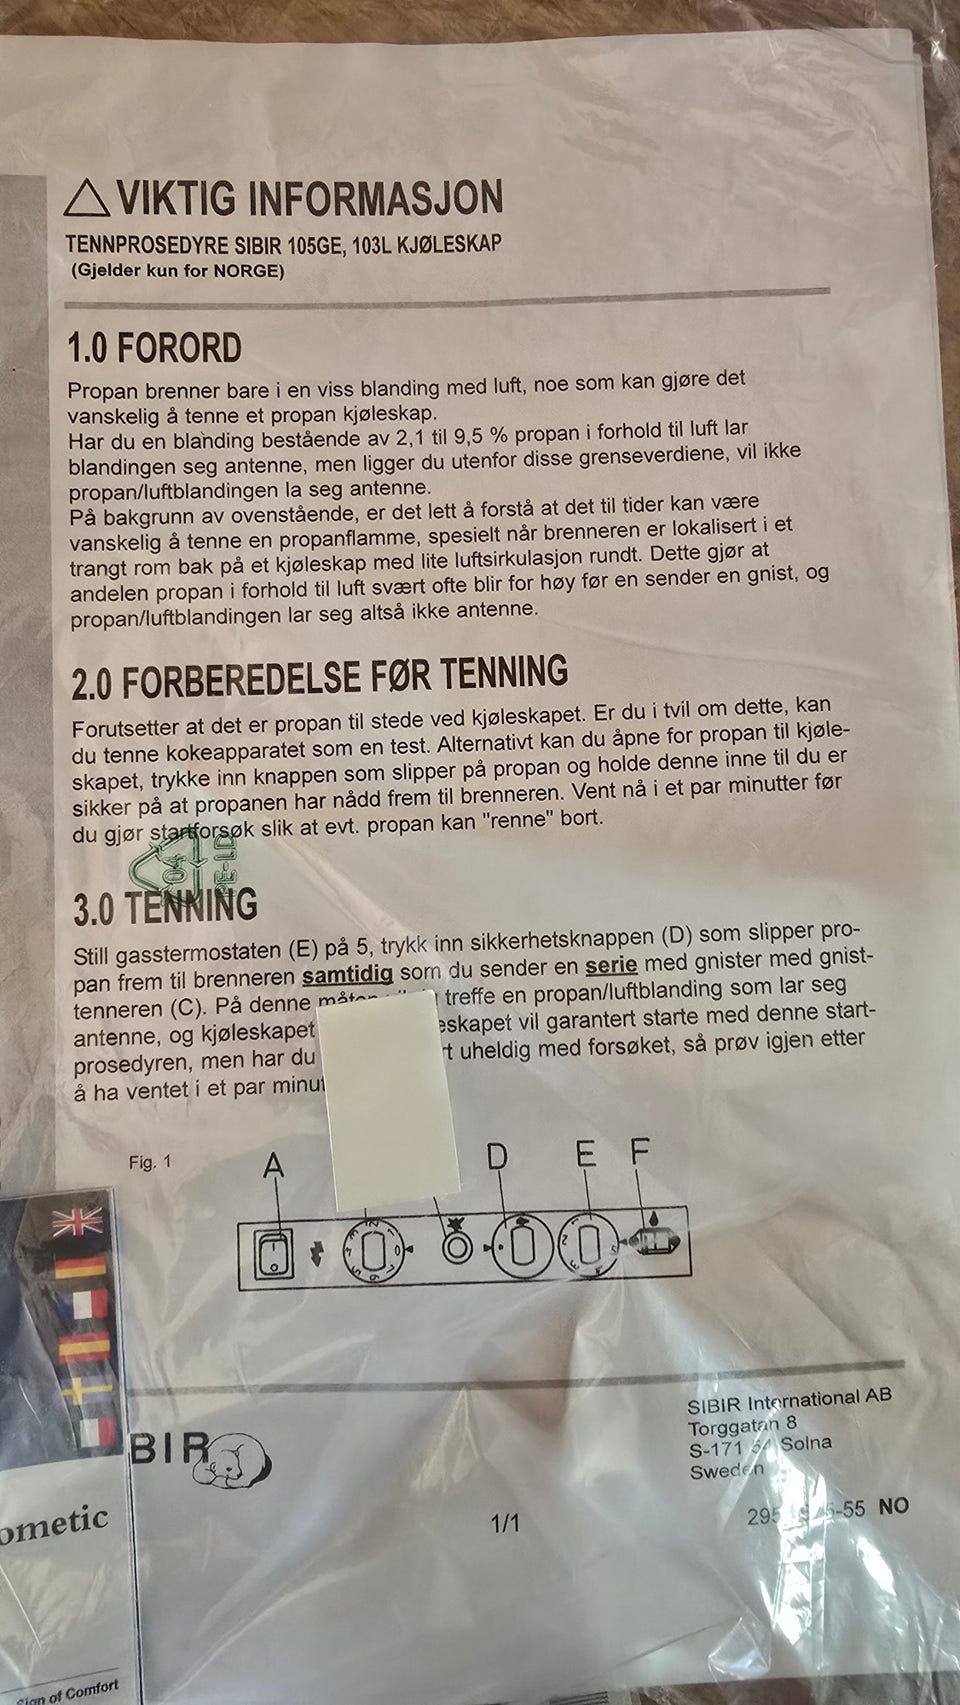 VIKTIG INFORMASJON
TENNPROSEDYRE SIBIR 105GE, 103L KJØLESKAP
(Gjelder kun for NORGE)
1.0 FORORD
Propan brenner bare i en viss blanding med luft, noe som kan gjøre det
vanskelig å tenne et propan kjøleskap.
Har du en blanding bestående av 2,1 til 9,5 % propan i forhold til luft lar
blandingen seg antenne, men ligger du utenfor disse grenseverdiene, vil ikke
propan/luftblandingen la seg antenne.
På bakgrunn av ovenstående, er det lett å forstå at det til tider kan være
vanskelig å tenne en propanflamme, spesielt når brenneren er lokalisert i et
trangt rom bak på et kjøleskap med lite luftsirkulasjon rundt. Dette gjør at
andelen propan i forhold til luft svært ofte blir for høy før en sender en gnist, og
propan/luftblandingen lar seg altså ikke antenne.
2.0 FORBEREDELSE FØR TENNING
Forutsetter at det er propan til stede ved kjøleskapet. Er du i tvil om dette, kan
du tenne kokeapparatet som en test. Alternativt kan du åpne for propan til kjøle-
skapet, trykke inn knappen som slipper på propan og holde denne inne til du er
sikker på at propanen har nådd frem til brenneren. Vent nå i et par minutter før
du gjør startforsøk slik at evt. propan kan "renne" bort.
04
PE-LD
3.0 TENNING
Still gasstermostaten (E) på 5, trykk inn sikkerhetsknappen (D) som slipper pro-
pan frem til brenneren samtidig som du sender en serie med gnister med gnist-
tenneren (C). På denne treffe en propan/luftblanding som lar seg
antenne, og kjøleskapet vil garantert starte med denne start-
prosedyren, men har du uheldig med forsøket, så prøv igjen etter
å ha ventet i et par
Fig. 1
A D E F
BIR
SIBIR International AB
Torggatan 8
S-171 Solna
Sweden
ometic
1/1
-55 NO
Sign of Comfort